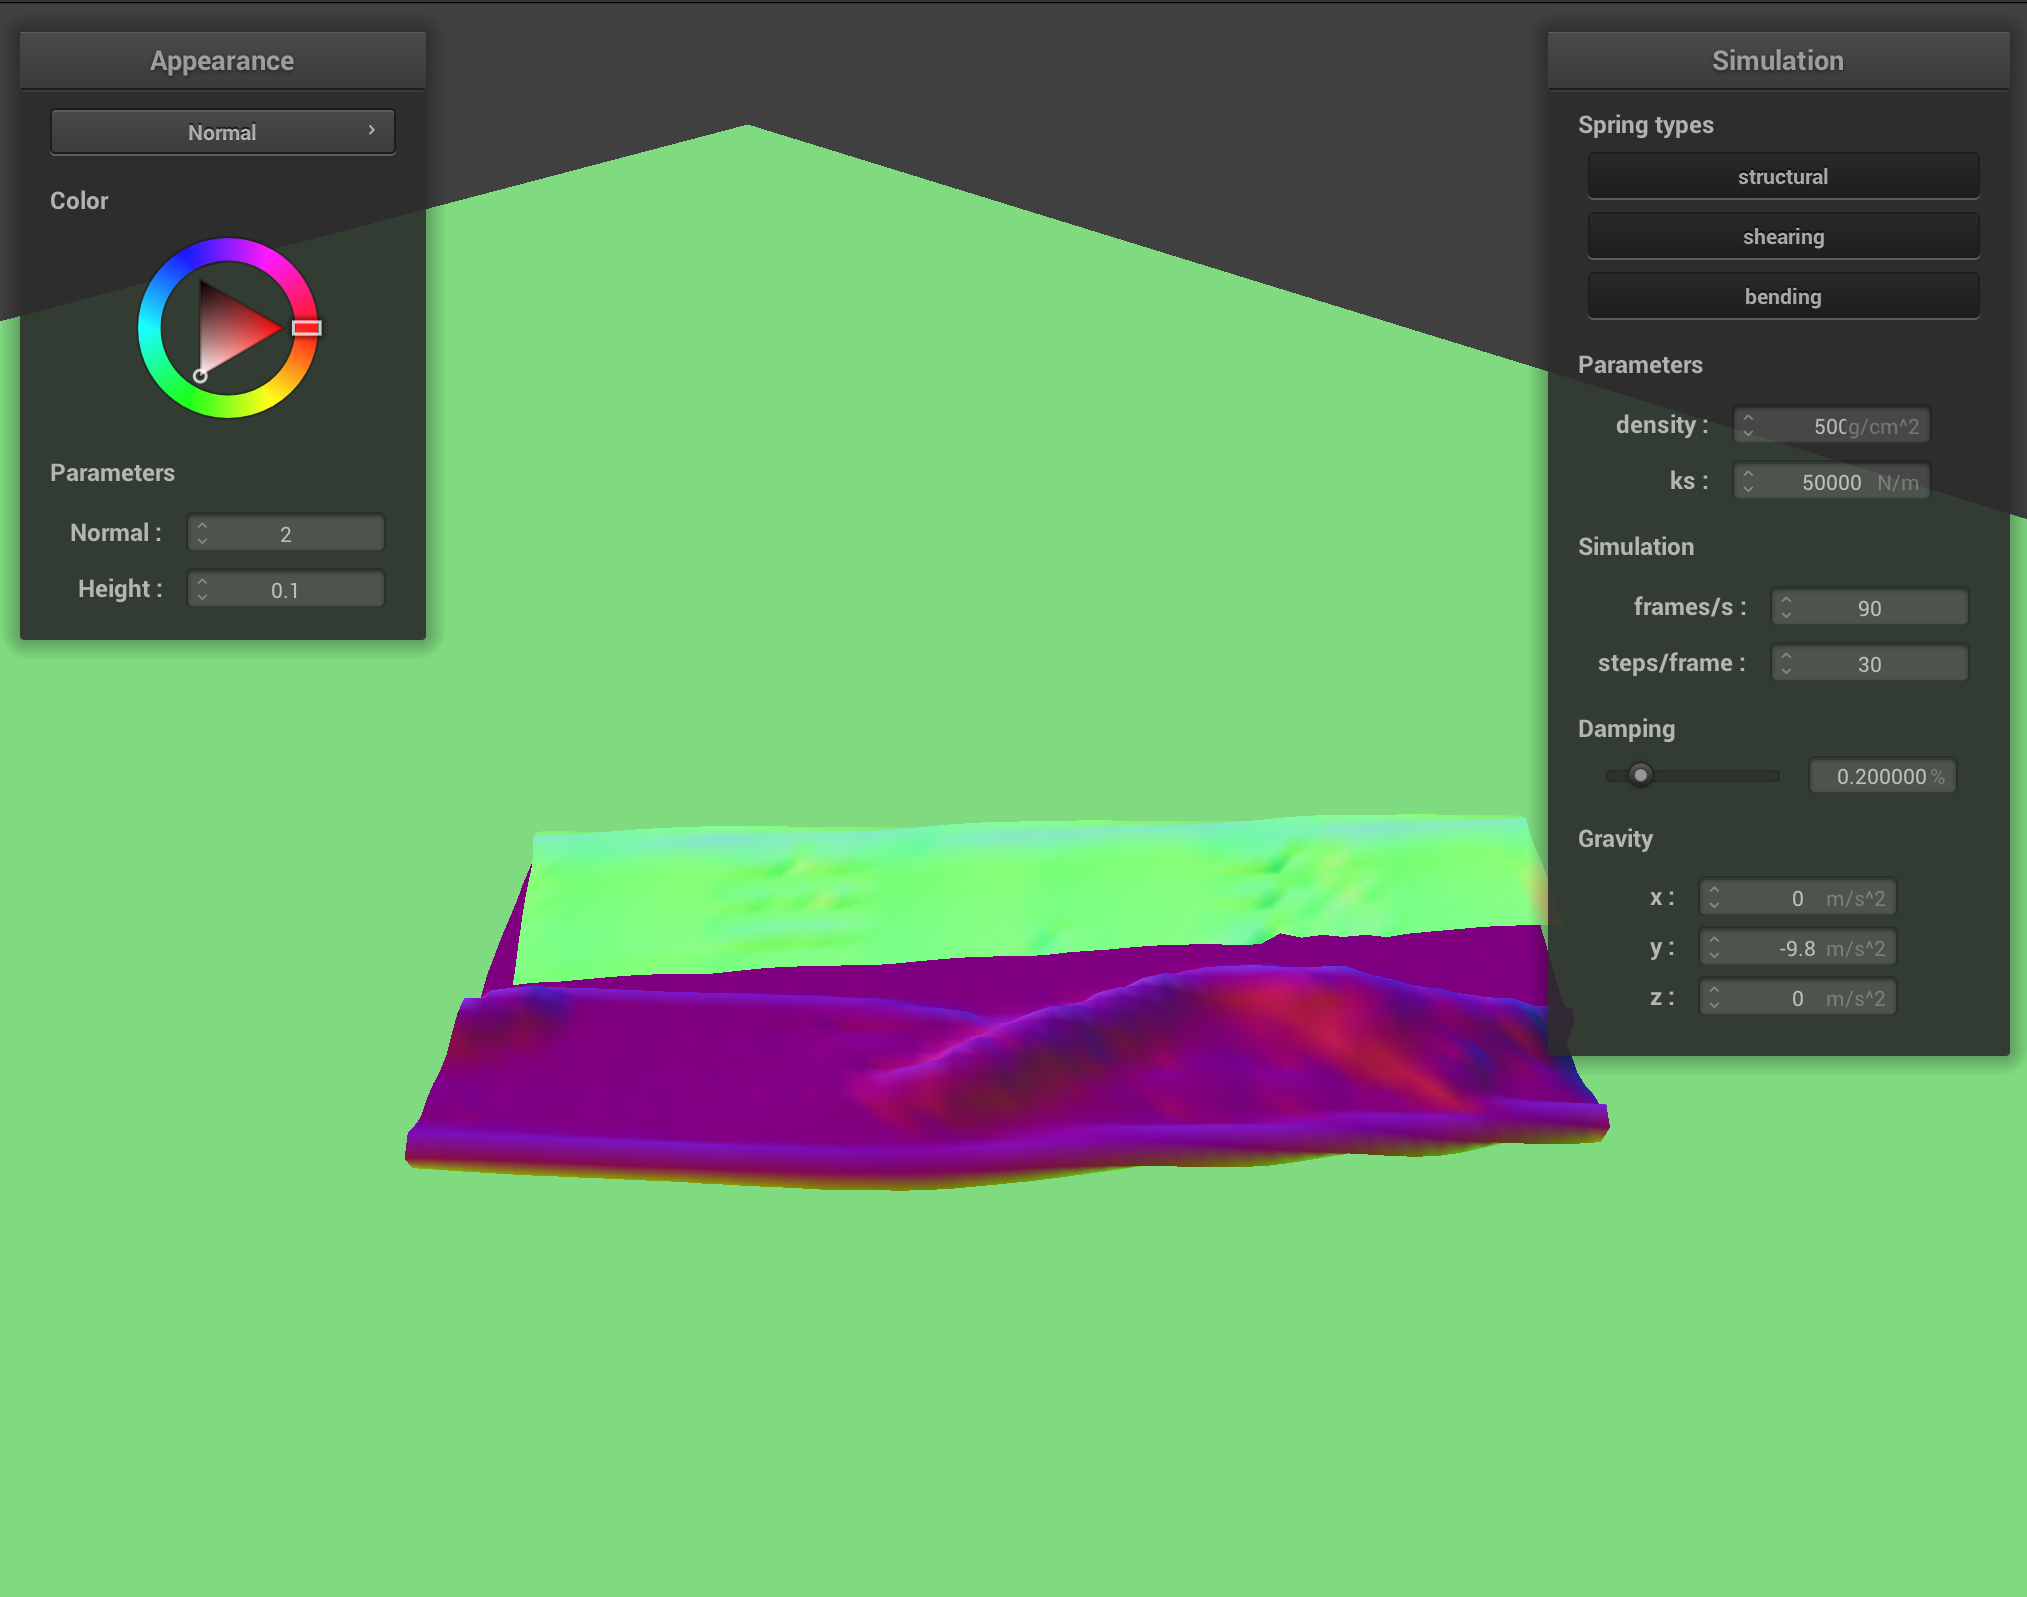 Appearance
Normal
Color
Parameters
Normal : 2
Height : 0.1
Simulation
Spring types
structural
shearing
bending
Parameters
density : 500 g/cm^2
ks : 50000 N/m
Simulation
frames/s : 90
steps/frame : 30
Damping
0.200000 %
Gravity
x : 0 m/s^2
y : -9.8 m/s^2
z : 0 m/s^2